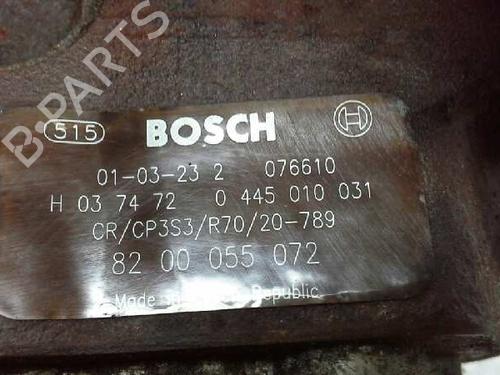 B-PARTS
515 BOSCH
01-03-23 2 076610
H 03 74 72 0 445 010 031
CR/CP3S3/R70/20-789
82 00 055 072
Made Republic